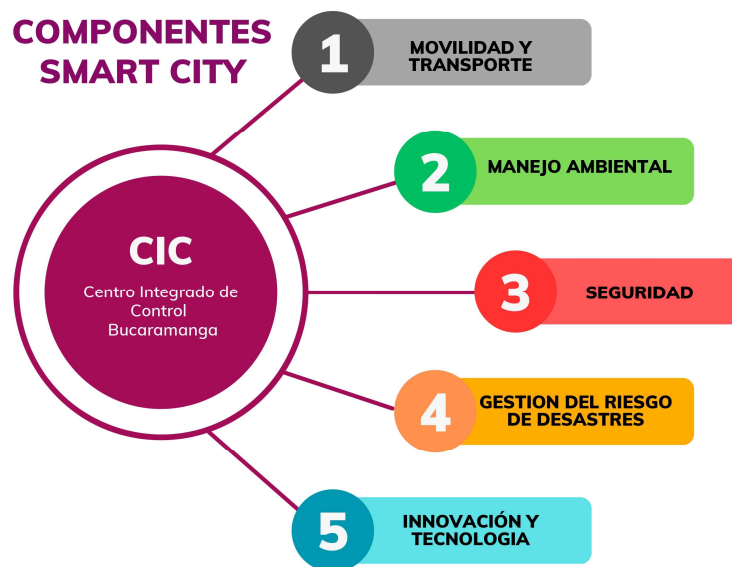 COMPONENTES
SMART CITY
1
MOVILIDAD Y
TRANSPORTE
2
MANEJO AMBIENTAL
CIC
Centro Integrado de
Control
Bucaramanga
3
SEGURIDAD
4
GESTION DEL RIESGO
DE DESASTRES
5
INNOVACIÓN Y
TECNOLOGIA